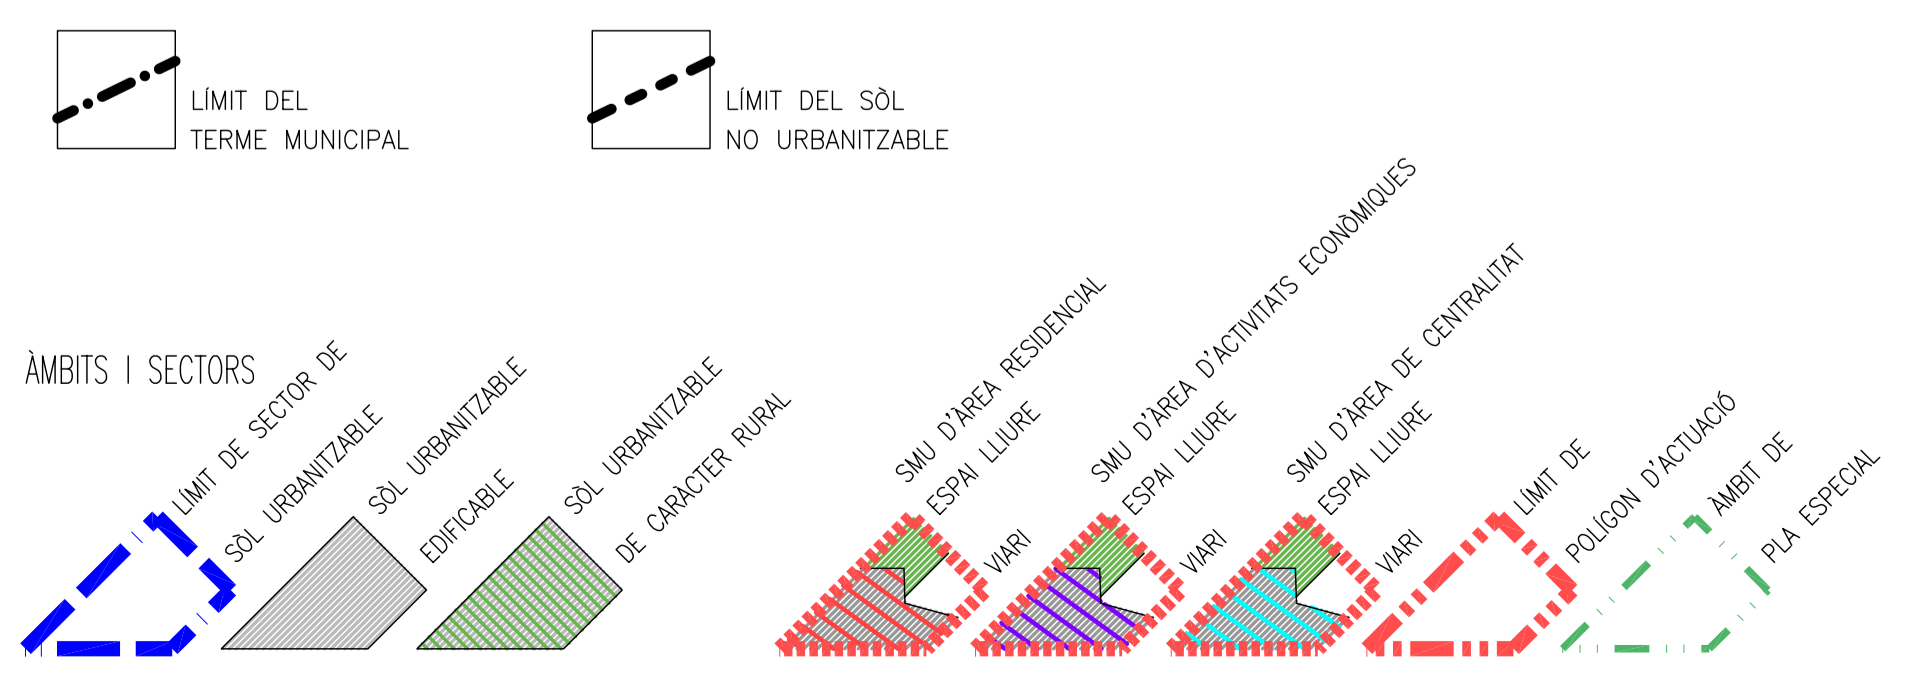 LÍMIT DEL
TERME MUNICIPAL
LÍMIT DEL SÒL
NO URBANITZABLE
ÀMBITS I SECTORS
LÍMIT DE SECTOR DE
SÒL URBANITZABLE
SÒL URBANITZABLE
EDIFICABLE
SÒL URBANITZABLE
DE CARÀCTER RURAL
SMU D'ÀREA RESIDENCIAL
ESPAI LLIURE
VIARI
SMU D'ÀREA D'ACTIVITATS ECONÒMIQUES
ESPAI LLIURE
VIARI
SMU D'ÀREA DE CENTRALITAT
ESPAI LLIURE
VIARI
LÍMIT DE
POLÍGON D'ACTUACIÓ
ÀMBIT DE
PLA ESPECIAL